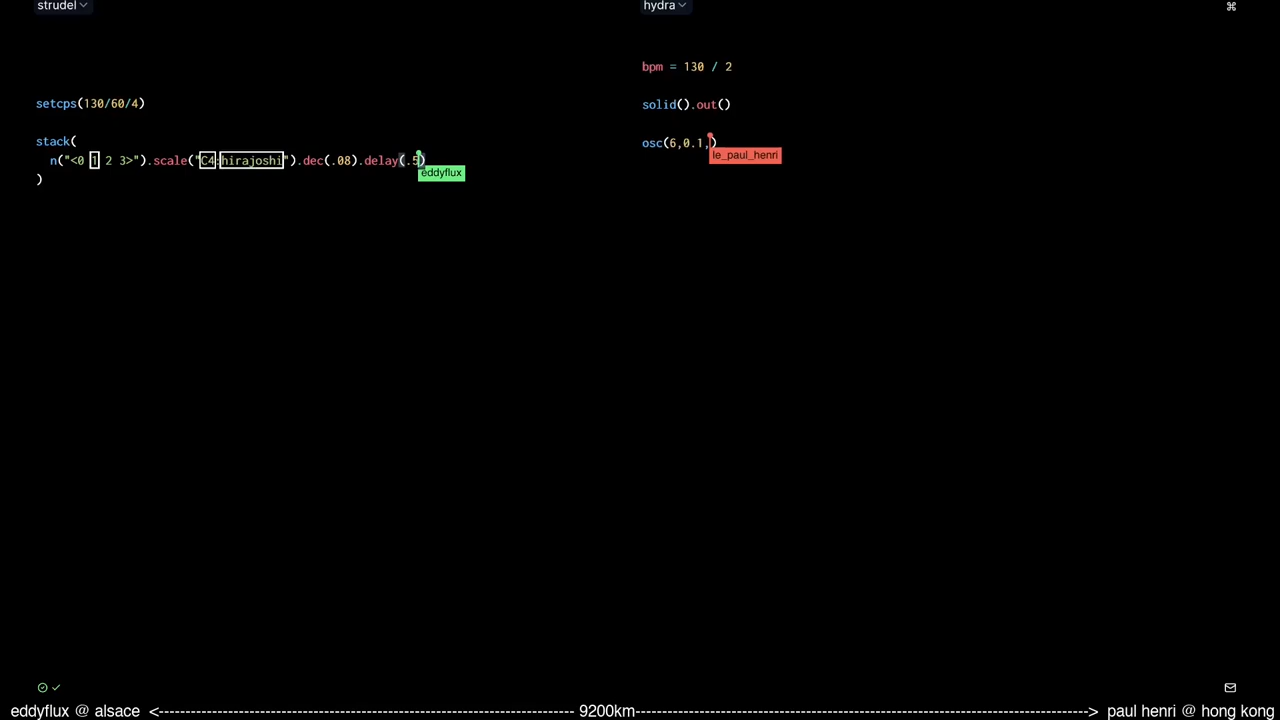 strudel
setcps(130/60/4)
stack(
n("<0 1 2 3>").scale("C4:hirajoshi").dec(.08).delay(.5)
eddyflux
)
hydra
⌘
bpm = 130 / 2
solid().out()
osc(6,0.1,)
le_paul_henri
eddyflux @ alsace <---------------------------------------------------------------- 9200km-----------------------------------------------------------------> paul henri @ hong kong